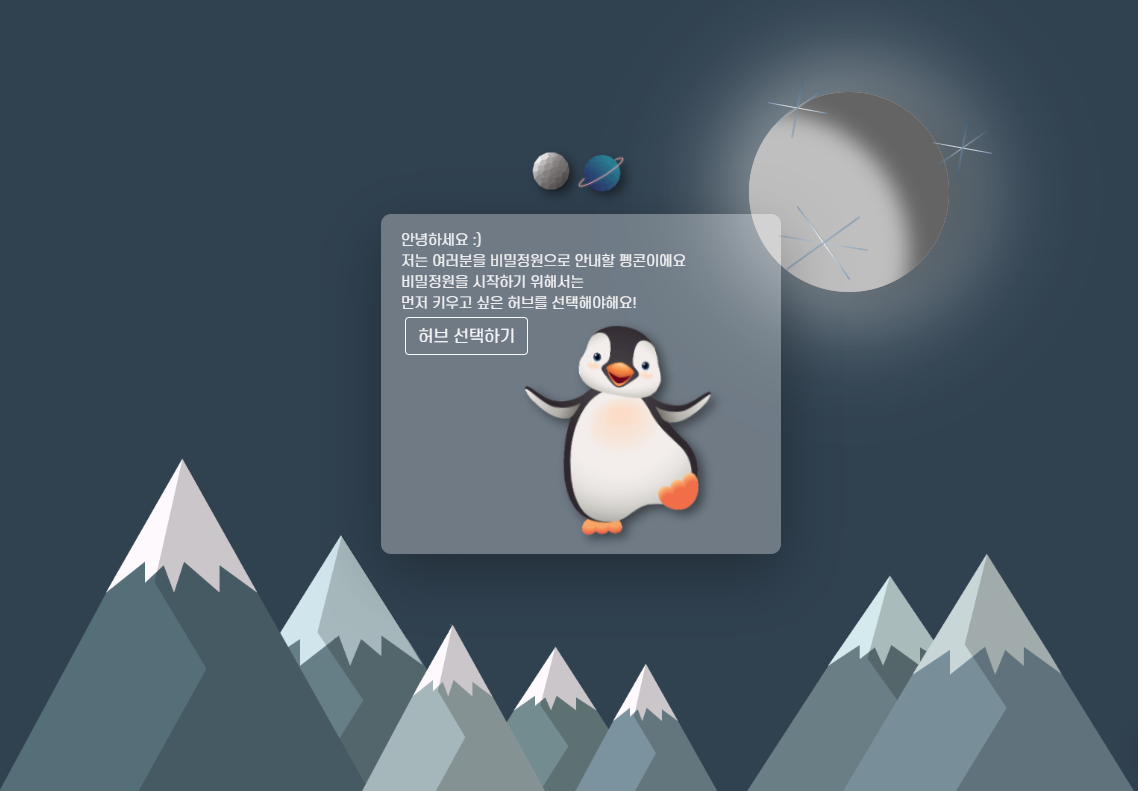 안녕하세요 :)
저는 여러분을 비밀정원으로 안내할 펭콘이에요
비밀정원을 시작하기 위해서는
먼저 키우고 싶은 허브를 선택해야해요!
허브 선택하기